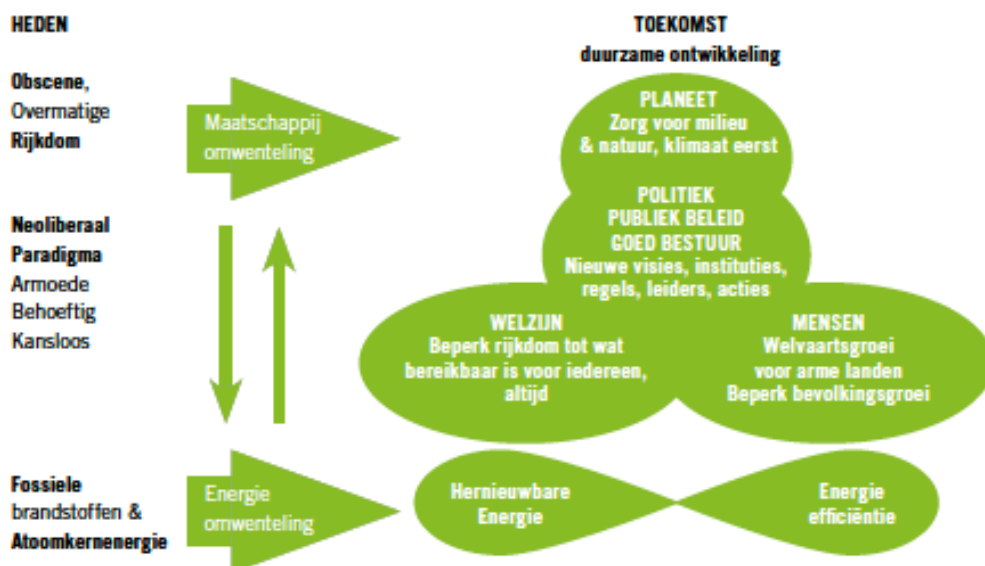 HEDEN
Obscene,
Overmatige
Rijkdom
Maatschappij
omwenteling
Neoliberaal
Paradigma
Armoede
Behoeftig
Kansloos
Fossiele
brandstoffen &
Atoomkernenergie
Energie
omwenteling
TOEKOMST
duurzame ontwikkeling
PLANEET
Zorg voor milieu
& natuur, klimaat eerst
POLITIEK
PUBLIEK BELEID
GOED BESTUUR
Nieuwe visies, instituties,
regels, leiders, acties
WELZIJN
Beperk rijkdom tot wat
bereikbaar is voor iedereen,
altijd
MENSEN
Welvaartsgroei
voor arme landen
Beperk bevolkingsgroei
Hernieuwbare
Energie
Energie
efficiëntie